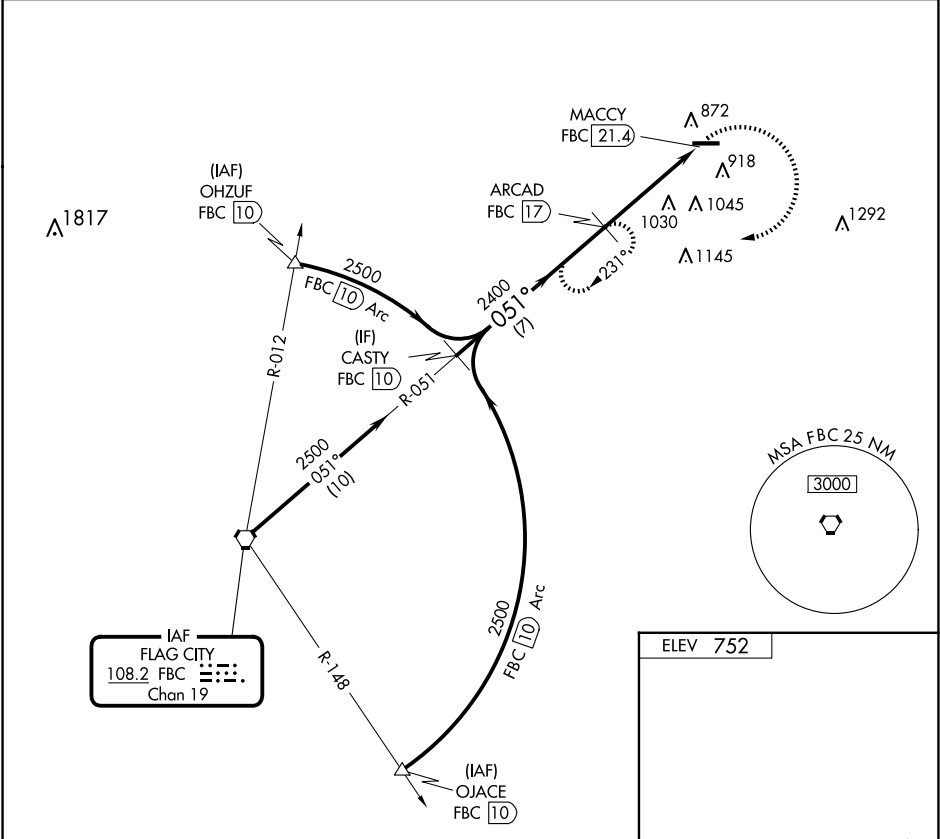 872
MACCY
FBC 21.4
918
(IAF)
OHZUF
FBC 10
ARCAD
FBC 17
1817
1030
1045
1292
1145
231°
2500
FBC 10 Arc
2400
051°
(7)
(IF)
CASTY
FBC 10
R-012
R-051
2500
051°
(10)
MSA FBC 25 NM
3000
2500
FBC 10 Arc
IAF
FLAG CITY
108.2 FBC
Chan 19
R-148
ELEV 752
(IAF)
OJACE
FBC 10